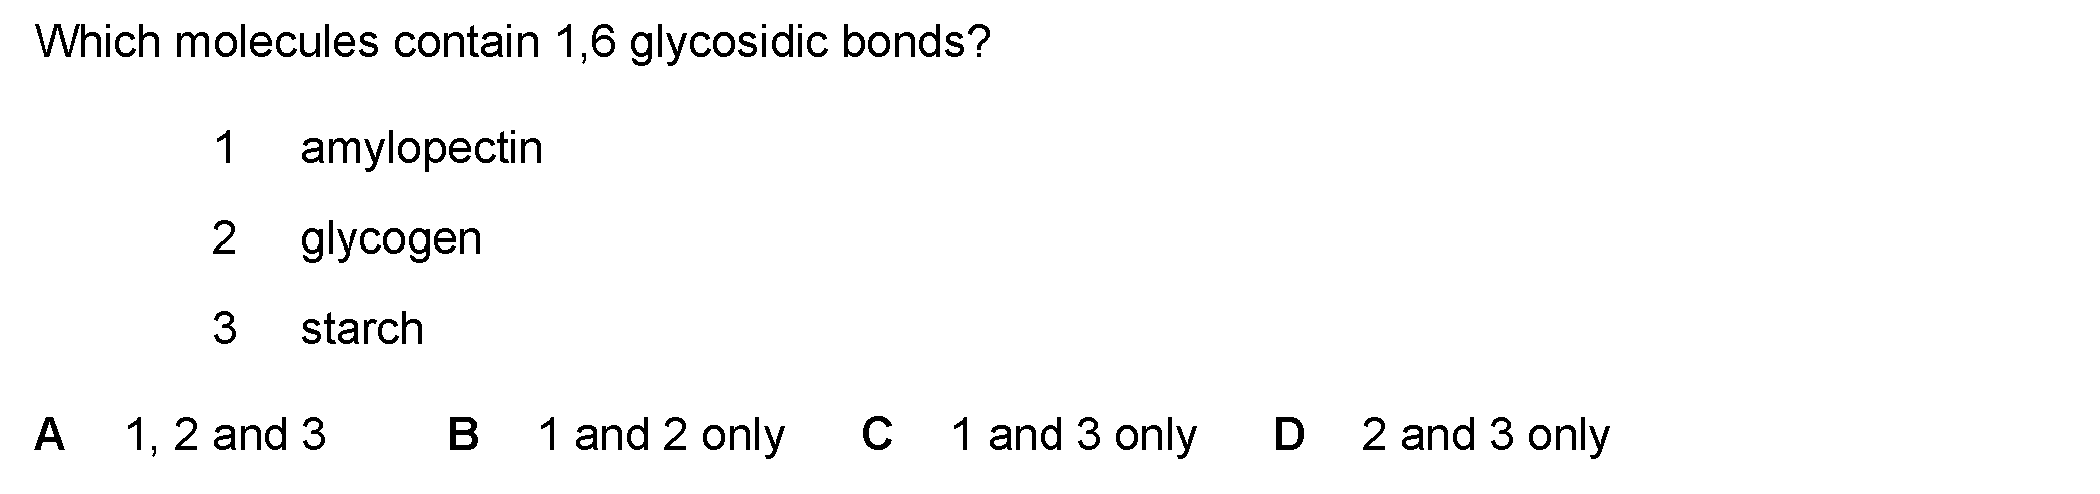 Which molecules contain 1,6 glycosidic bonds?
1 amylopectin
2 glycogen
3 starch
A 1, 2 and 3 B 1 and 2 only C 1 and 3 only D 2 and 3 only